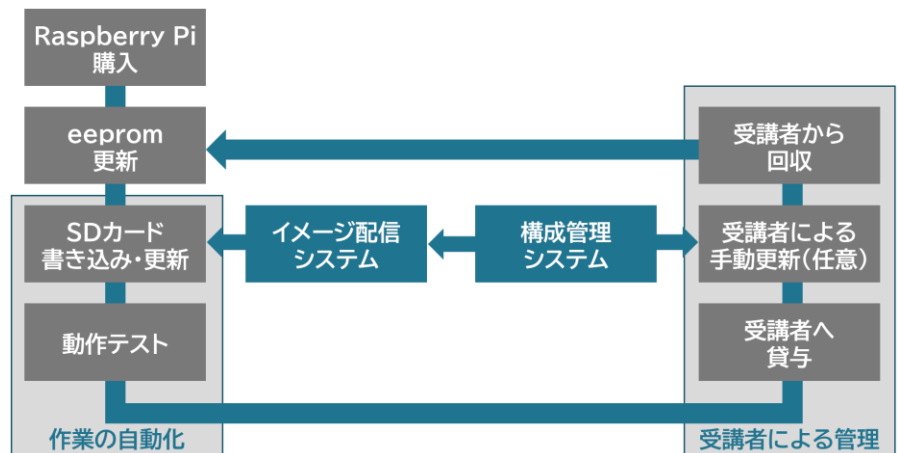 Raspberry Pi
購入
eeprom
更新
受講者から
回収
SDカード
書き込み・更新
イメージ配信
システム
構成管理
システム
受講者による
手動更新(任意)
動作テスト
受講者へ
貸与
作業の自動化
受講者による管理